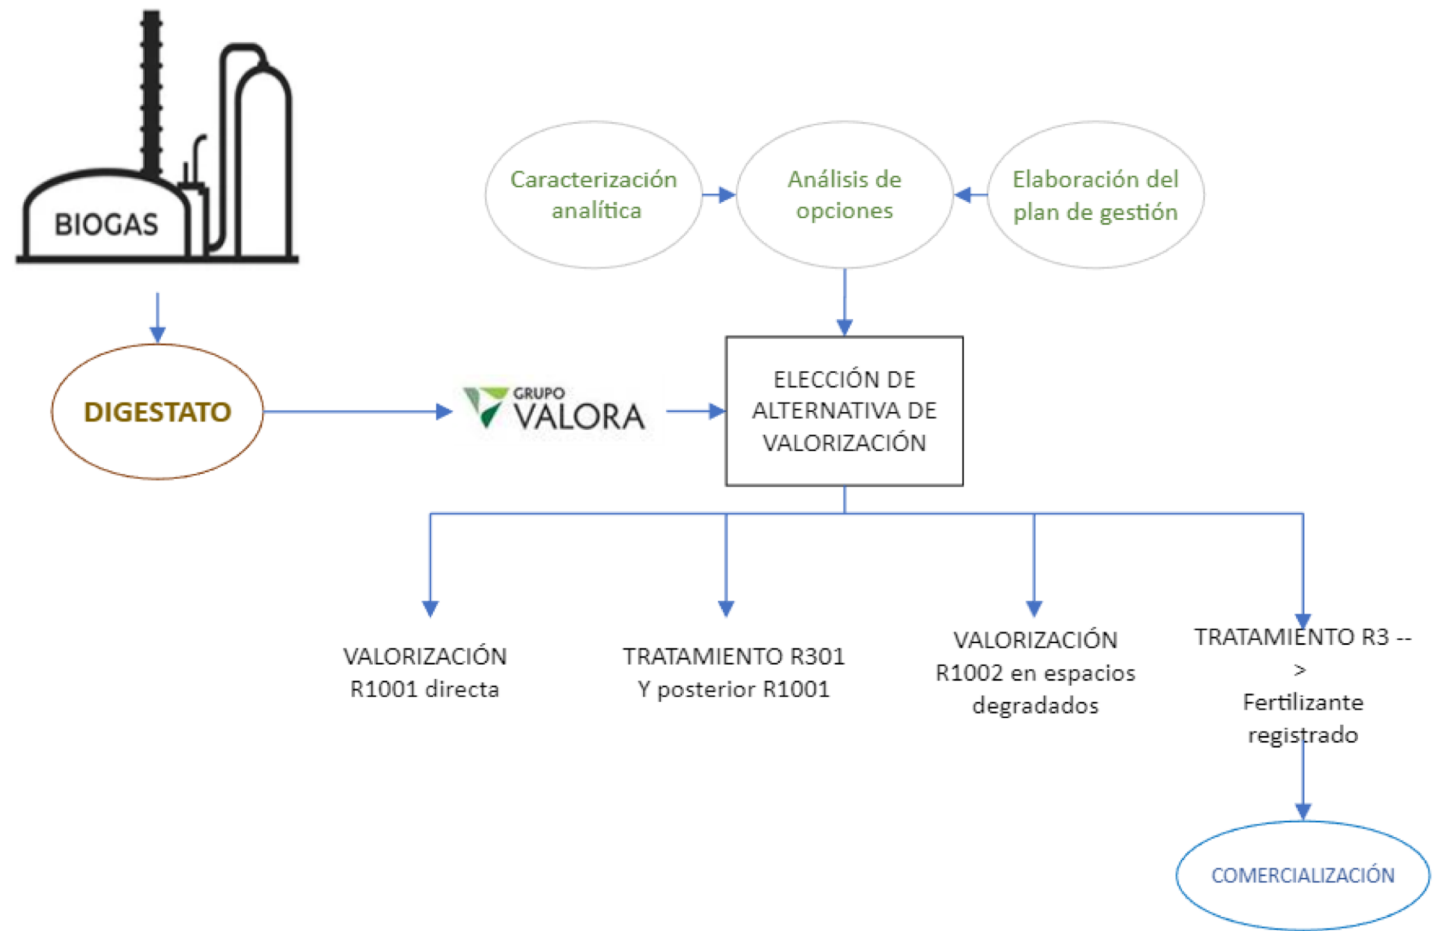 BIOGAS
Caracterización
analítica
Análisis de
opciones
Elaboración del
plan de gestión
DIGESTATO
GRUPO
VALORA
ELECCIÓN DE
ALTERNATIVA DE
VALORIZACIÓN
VALORIZACIÓN
R1001 directa
TRATAMIENTO R301
Y posterior R1001
VALORIZACIÓN
R1002 en espacios
degradados
TRATAMIENTO R3 --
>
Fertilizante
registrado
COMERCIALIZACIÓN